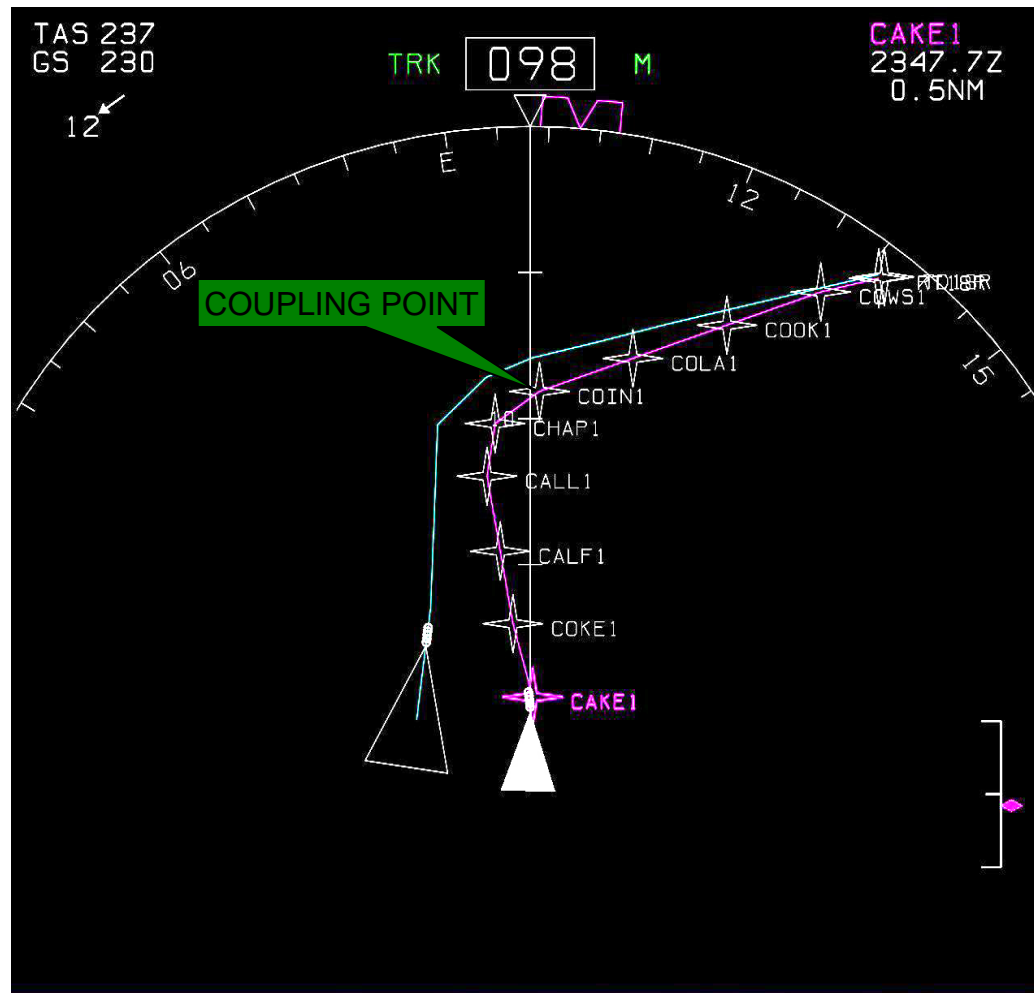 TAS 237
GS 230
12
TRK 098 M
CAKE1
2347.7Z
0.5NM
E
12
06
15
COUPLING POINT
COWS1
COOK1
COLA1
COIN1
CHAP1
CALL1
CALF1
COKE1
CAKE1